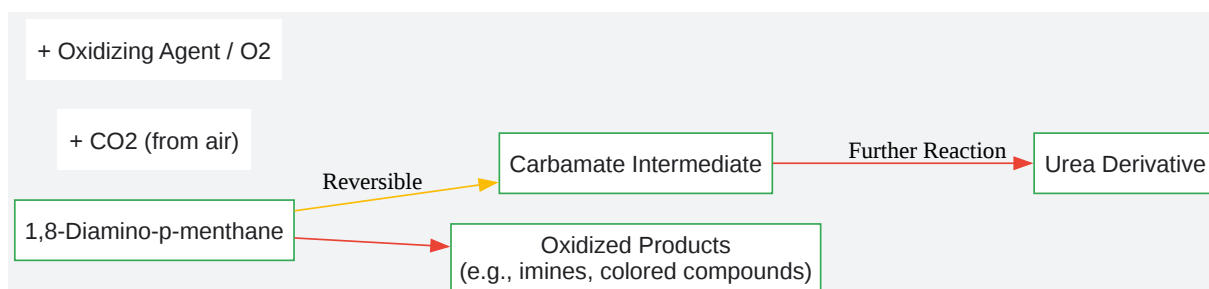 + Oxidizing Agent / O2
+ CO2 (from air)
Reversible
Carbamate Intermediate
Further Reaction
Urea Derivative
1,8-Diamino-p-menthane
Oxidized Products
(e.g., imines, colored compounds)